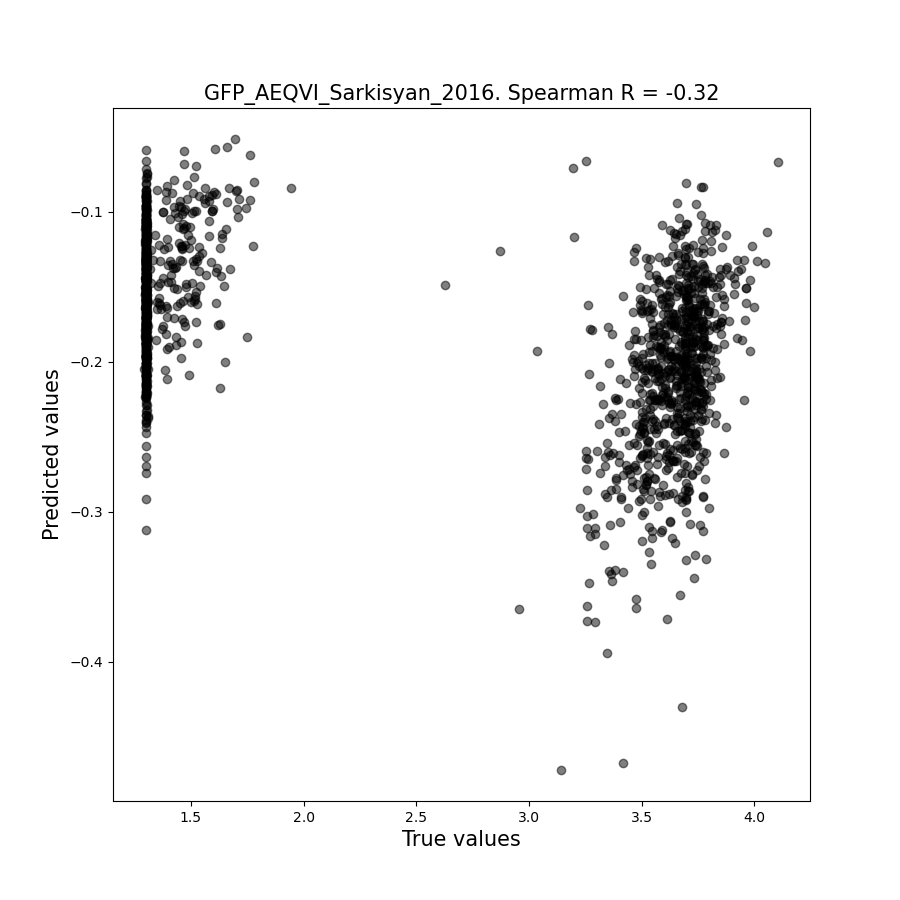 GFP_AEQVI_Sarkisyan_2016. Spearman R = -0.32
−0.1
−0.2
−0.3
−0.4
Predicted values
1.5 2.0 2.5 3.0 3.5 4.0
True values